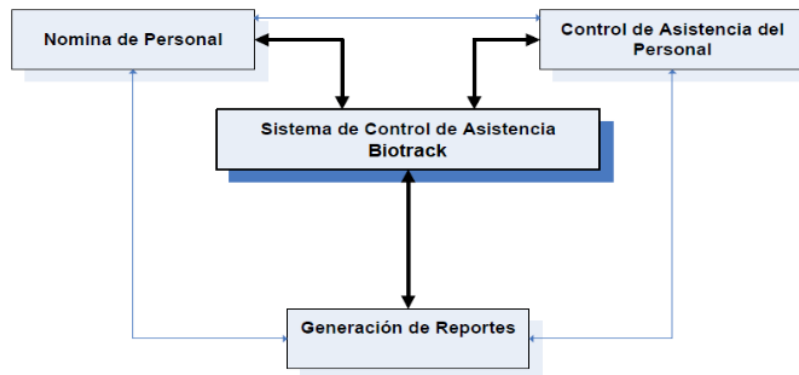 Nomina de Personal
Control de Asistencia del
Personal
Sistema de Control de Asistencia
Biotrack
Generación de Reportes